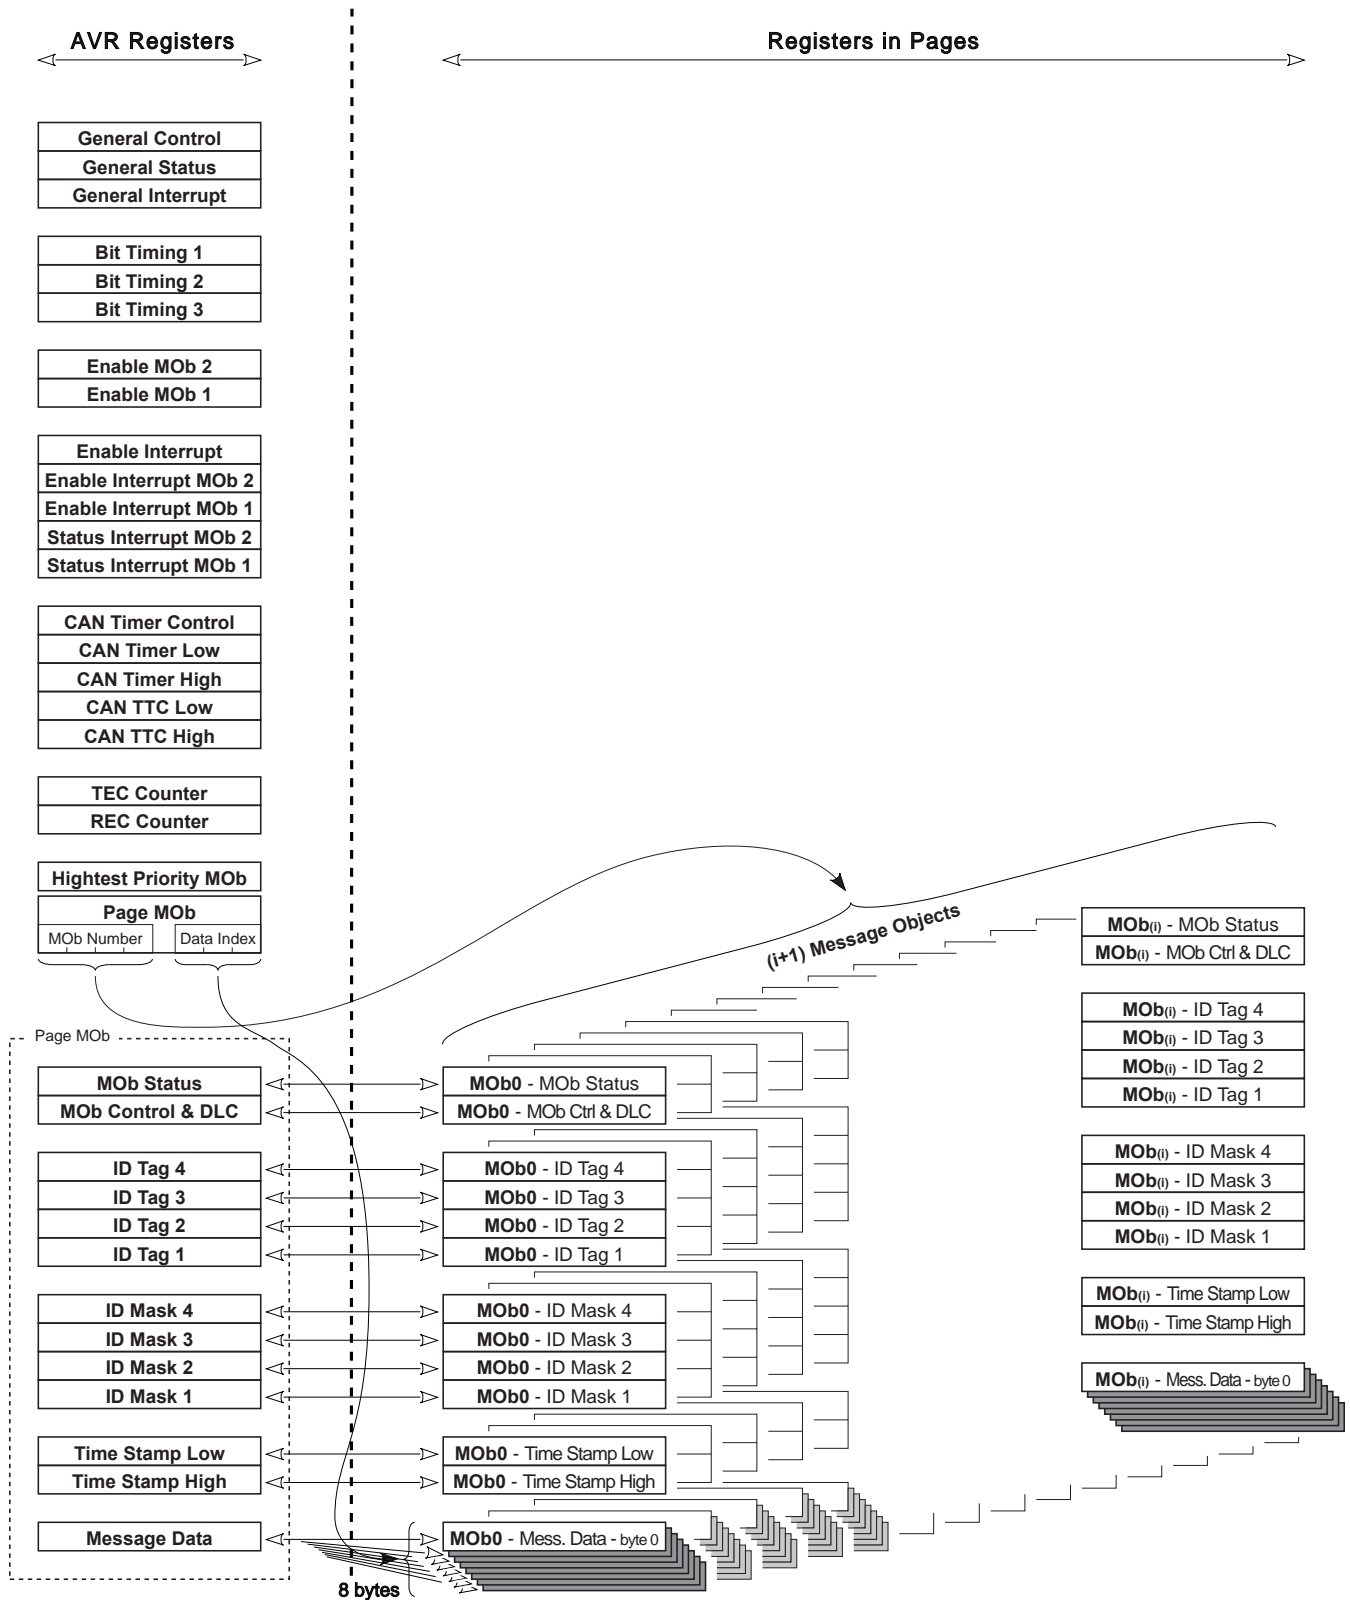 AVR Registers
Registers in Pages
General Control
General Status
General Interrupt
Bit Timing 1
Bit Timing 2
Bit Timing 3
Enable MOb 2
Enable MOb 1
Enable Interrupt
Enable Interrupt MOb 2
Enable Interrupt MOb 1
Status Interrupt MOb 2
Status Interrupt MOb 1
CAN Timer Control
CAN Timer Low
CAN Timer High
CAN TTC Low
CAN TTC High
TEC Counter
REC Counter
Hightest Priority MOb
Page MOb
MOb Number
Data Index
Page MOb
MOb Status
MOb Control & DLC
ID Tag 4
ID Tag 3
ID Tag 2
ID Tag 1
ID Mask 4
ID Mask 3
ID Mask 2
ID Mask 1
Time Stamp Low
Time Stamp High
Message Data
8 bytes
MOb0 - MOb Status
MOb0 - MOb Ctrl & DLC
MOb0 - ID Tag 4
MOb0 - ID Tag 3
MOb0 - ID Tag 2
MOb0 - ID Tag 1
MOb0 - ID Mask 4
MOb0 - ID Mask 3
MOb0 - ID Mask 2
MOb0 - ID Mask 1
MOb0 - Time Stamp Low
MOb0 - Time Stamp High
MOb0 - Mess. Data - byte 0
(i+1) Message Objects
MOb(i) - MOb Status
MOb(i) - MOb Ctrl & DLC
MOb(i) - ID Tag 4
MOb(i) - ID Tag 3
MOb(i) - ID Tag 2
MOb(i) - ID Tag 1
MOb(i) - ID Mask 4
MOb(i) - ID Mask 3
MOb(i) - ID Mask 2
MOb(i) - ID Mask 1
MOb(i) - Time Stamp Low
MOb(i) - Time Stamp High
MOb(i) - Mess. Data - byte 0